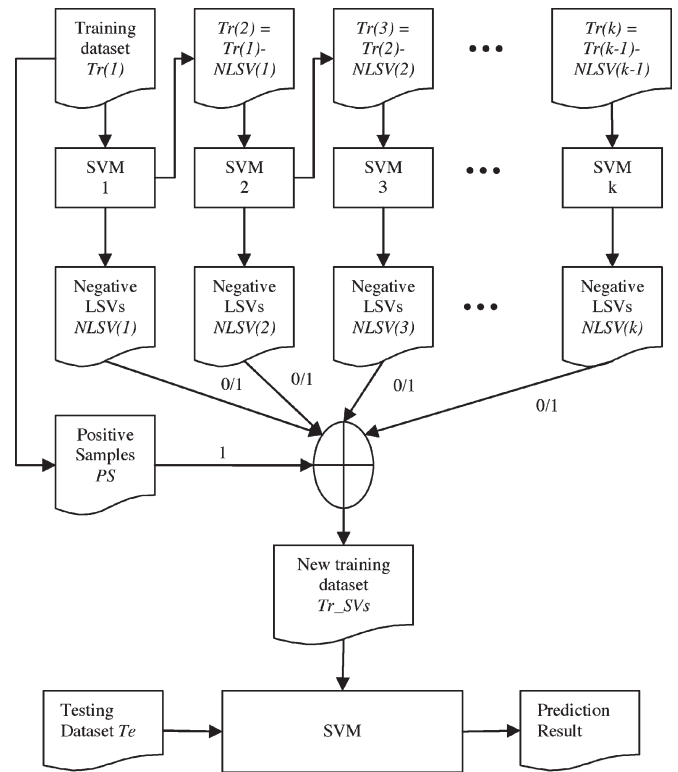 Training
dataset
Tr(1)
Tr(2) =
Tr(1)-
NLSV(1)
Tr(3) =
Tr(2)-
NLSV(2)
Tr(k) =
Tr(k-1)-
NLSV(k-1)
SVM
1
SVM
2
SVM
3
SVM
k
Negative
LSVs
NLSV(1)
Negative
LSVs
NLSV(2)
Negative
LSVs
NLSV(3)
Negative
LSVs
NLSV(k)
0/1
0/1
0/1
0/1
Positive
Samples
PS
1
New training
dataset
Tr_SVs
Testing
Dataset Te
SVM
Prediction
Result